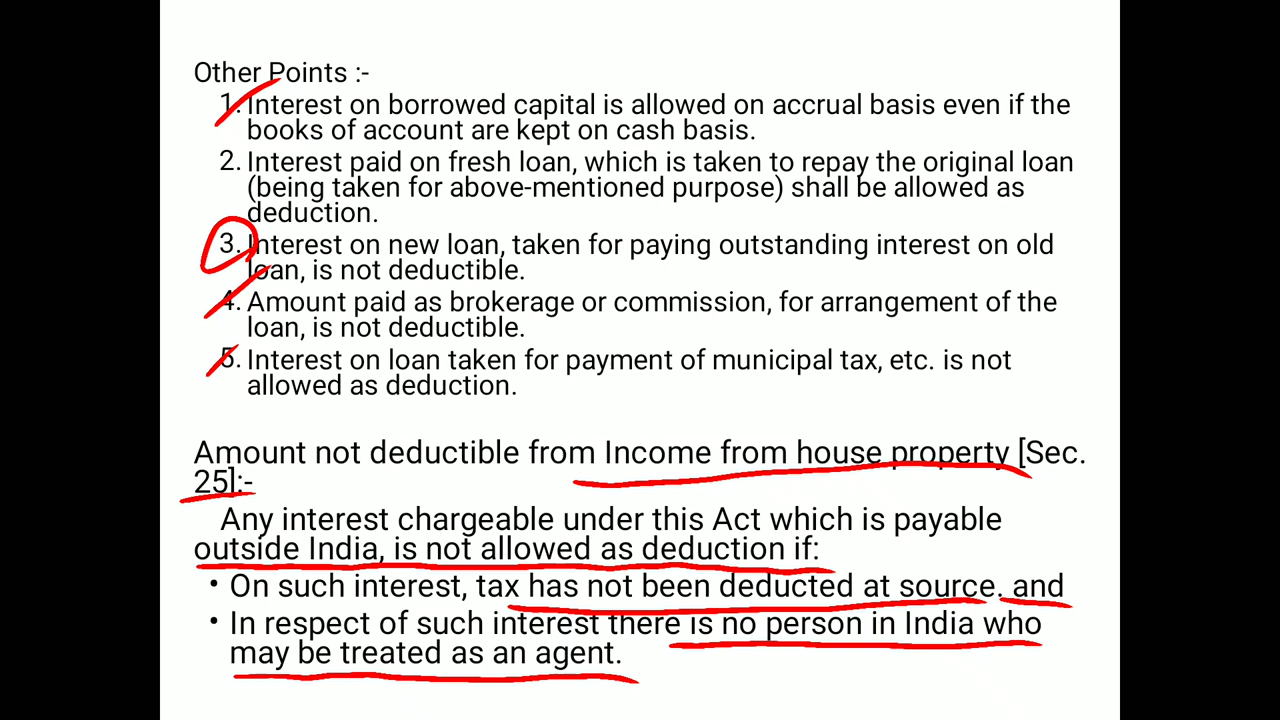 Other Points :-
1. Interest on borrowed capital is allowed on accrual basis even if the
books of account are kept on cash basis.
2. Interest paid on fresh loan, which is taken to repay the original loan
(being taken for above-mentioned purpose) shall be allowed as
deduction.
3. Interest on new loan, taken for paying outstanding interest on old
loan, is not deductible.
4. Amount paid as brokerage or commission, for arrangement of the
loan, is not deductible.
5. Interest on loan taken for payment of municipal tax, etc. is not
allowed as deduction.
Amount not deductible from Income from house property [Sec.
25]:-
Any interest chargeable under this Act which is payable
outside India, is not allowed as deduction if:
• On such interest, tax has not been deducted at source. and
• In respect of such interest there is no person in India who
may be treated as an agent.